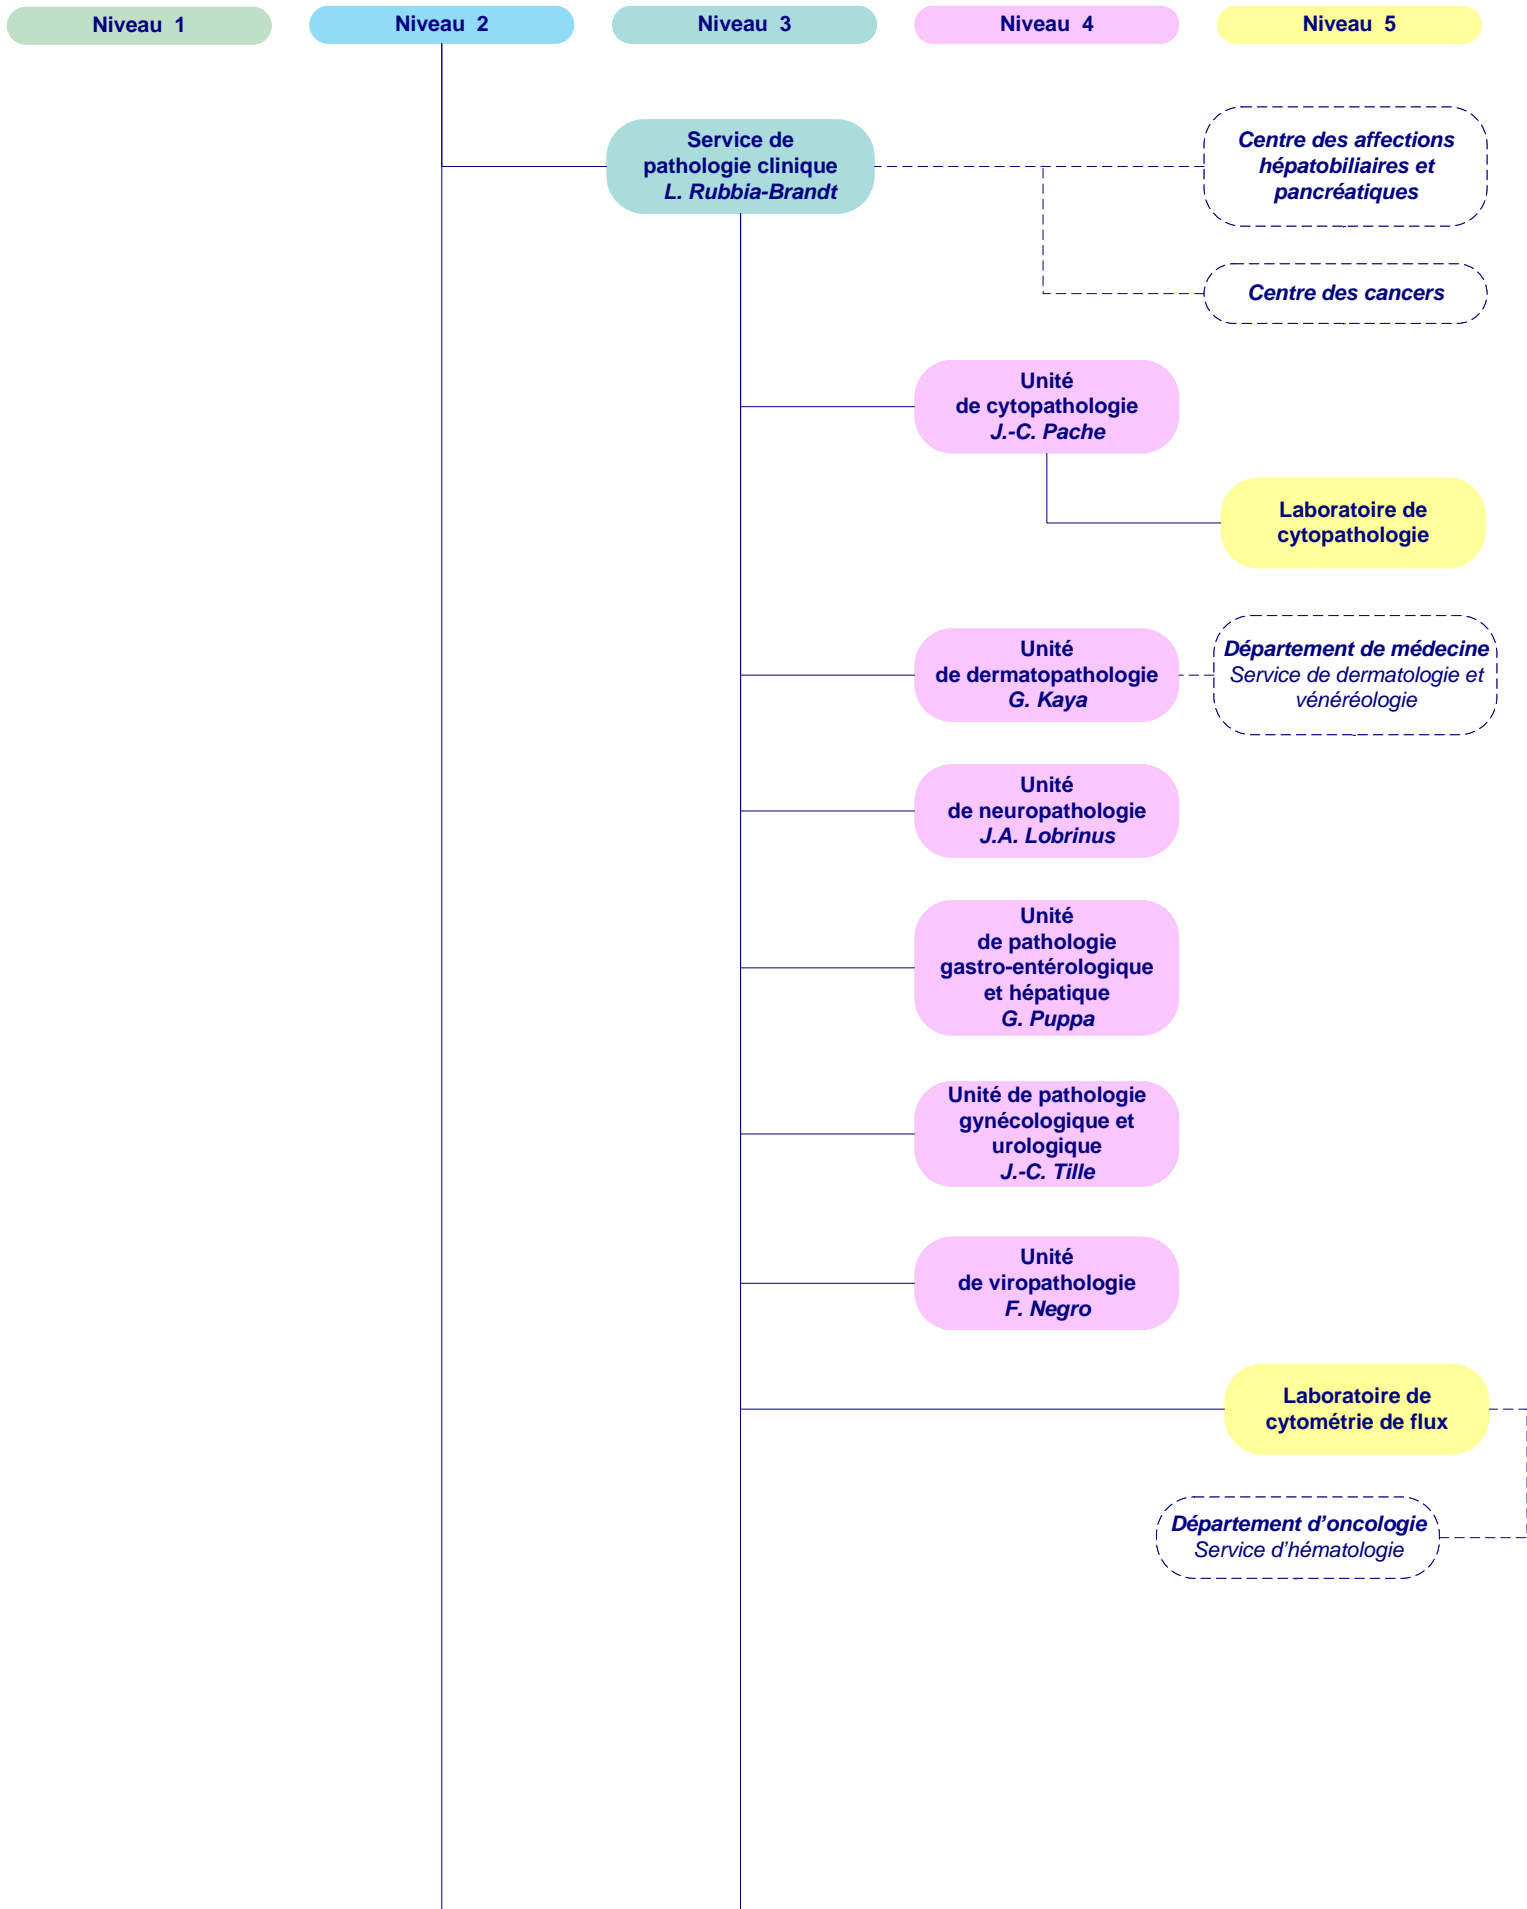 Niveau 1
Niveau 2
Niveau 3
Niveau 4
Niveau 5
Service de
pathologie clinique
L. Rubbia-Brandt
Centre des affections
hépatobiliaires et
pancréatiques
Centre des cancers
Unité
de cytopathologie
J.-C. Pache
Laboratoire de
cytopathologie
Unité
de dermatopathologie
G. Kaya
Département de médecine
Service de dermatologie et
vénéréologie
Unité
de neuropathologie
J.A. Lobrinus
Unité
de pathologie
gastro-entérologique
et hépatique
G. Puppa
Unité de pathologie
gynécologique et
urologique
J.-C. Tille
Unité
de viropathologie
F. Negro
Laboratoire de
cytométrie de flux
Département d’oncologie
Service d’hématologie